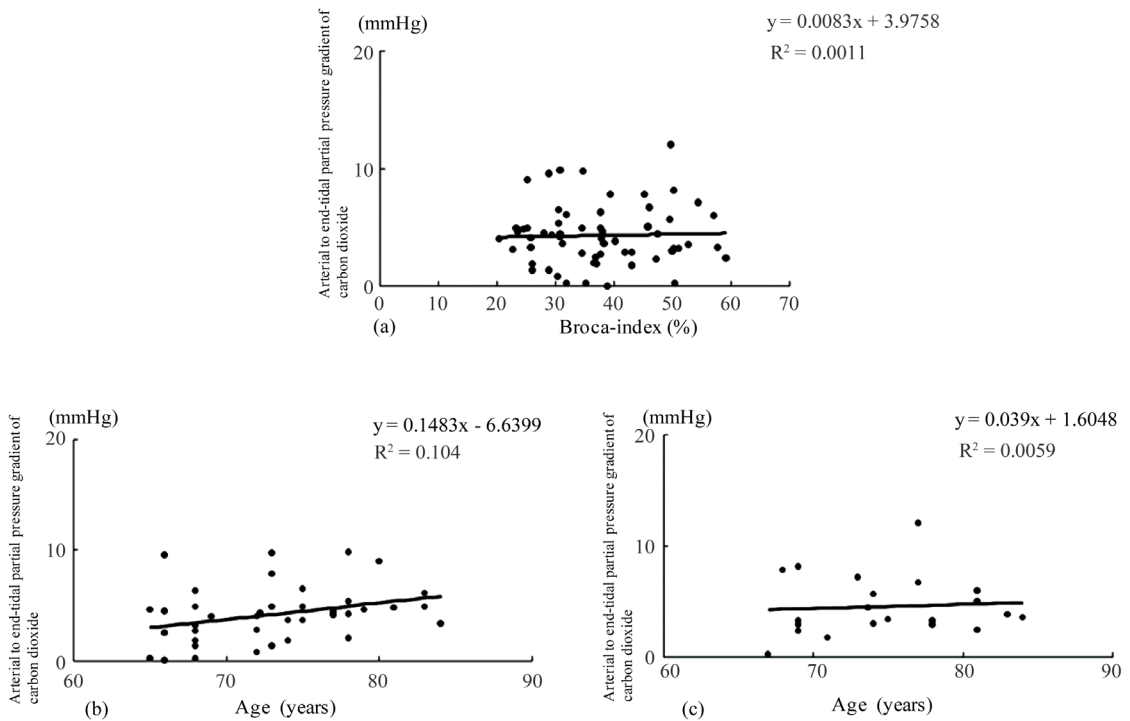 (mmHg)
y = 0.0083x + 3.9758
R² = 0.0011
Arterial to end-tidal partial pressure gradient of
carbon dioxide
20
10
0
0 10 20 30 40 50 60 70
(a) Broca-index (%)
(mmHg)
y = 0.1483x - 6.6399
R² = 0.104
Arterial to end-tidal partial pressure gradient of
carbon dioxide
20
10
0
60 70 80 90
(b) Age (years)
(mmHg)
y = 0.039x + 1.6048
R² = 0.0059
Arterial to end-tidal partial pressure gradient of
carbon dioxide
20
10
0
60 70 80 90
(c) Age (years)